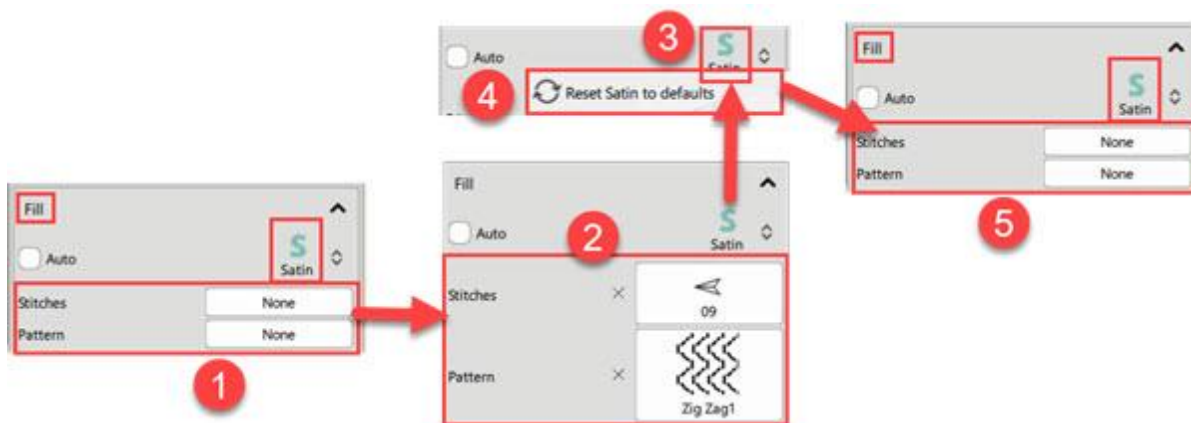 Fill
Auto
S
Satin
Stitches None
Pattern None
1
Fill
Auto
S
Satin
2
Stitches × 09
Pattern × Zig Zag1
3
Auto
S
Satin
4
Reset Satin to defaults
Fill
Auto
S
Satin
Stitches None
Pattern None
5